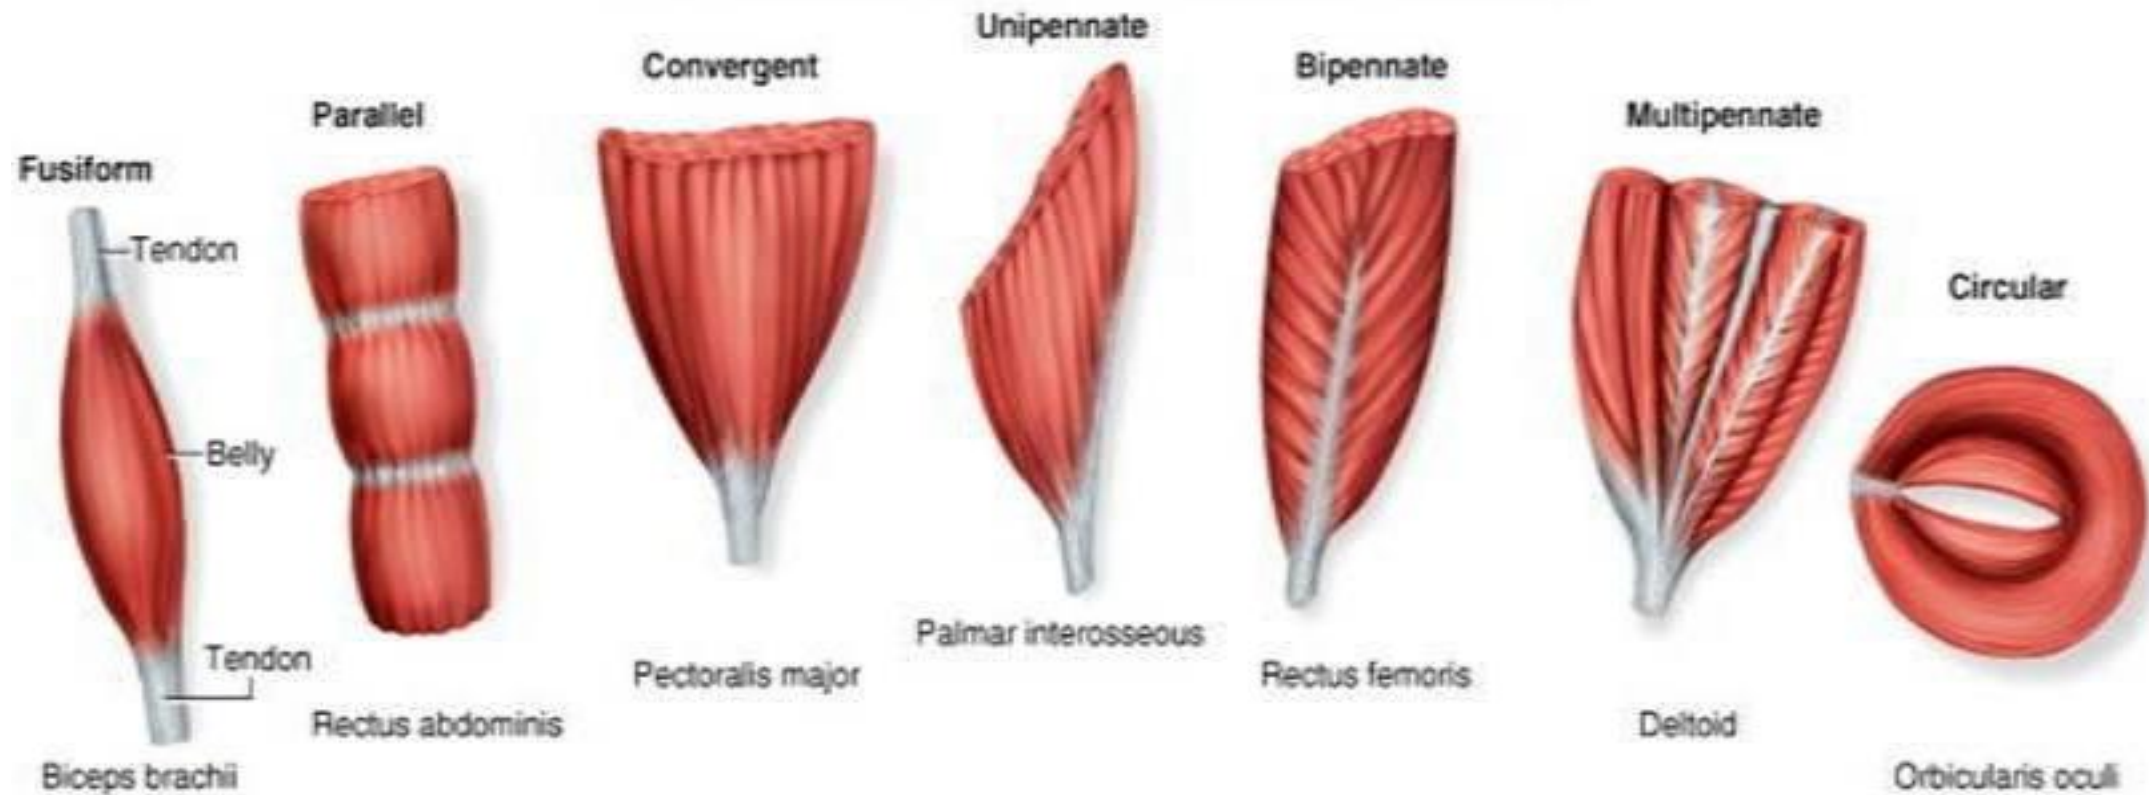 Fusiform
Tendon
Belly
Tendon
Biceps brachii
Parallel
Rectus abdominis
Convergent
Pectoralis major
Unipennate
Palmar interosseous
Bipennate
Rectus femoris
Multipennate
Deltoid
Circular
Orbicularis oculi